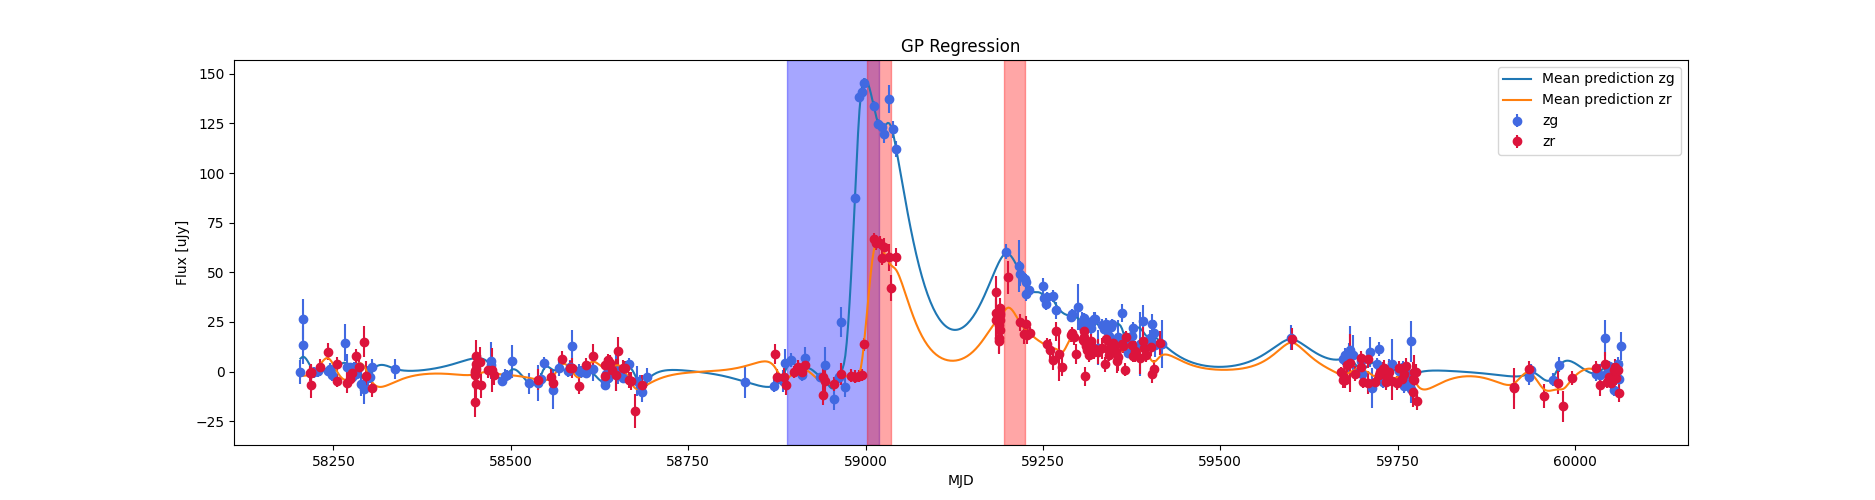 GP Regression
Flux [uJy]
150
125
100
75
50
25
0
−25
58250
58500
58750
59000
59250
59500
59750
60000
MJD
Mean prediction zg
Mean prediction zr
zg
zr